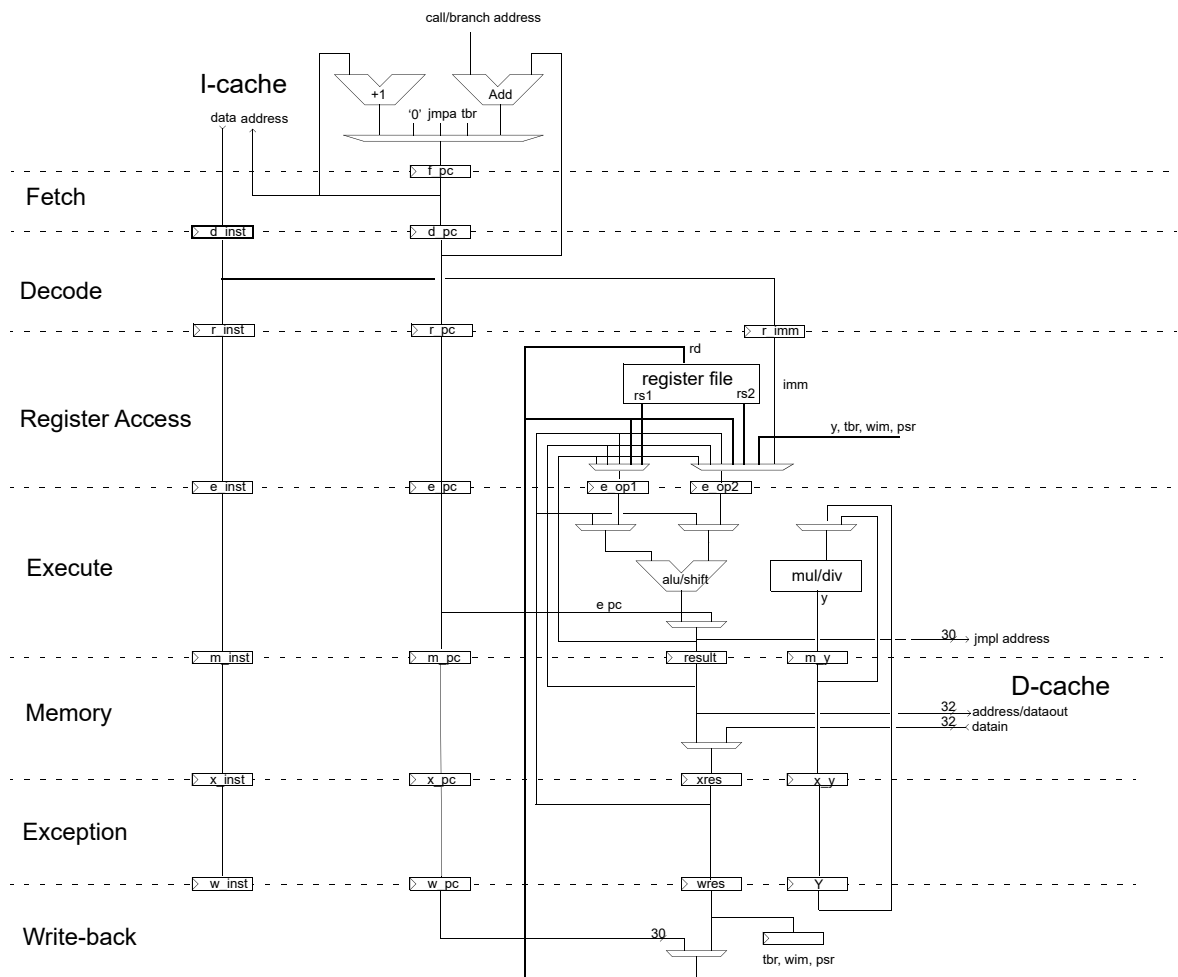 call/branch address
I-cache
+1
Add
data address
'0' jmpa tbr
f_pc
Fetch
d_inst
d_pc
Decode
r_inst
r_pc
r_imm
rd
register file
imm
rs1
rs2
Register Access
y, tbr, wim, psr
e_inst
e_pc
e_op1
e_op2
Execute
alu/shift
mul/div
y
e pc
30
jmpl address
m_inst
m_pc
result
m_y
D-cache
Memory
32
address/dataout
32
datain
x_inst
x_pc
xres
x_y
Exception
w_inst
w_pc
wres
Y
Write-back
30
tbr, wim, psr